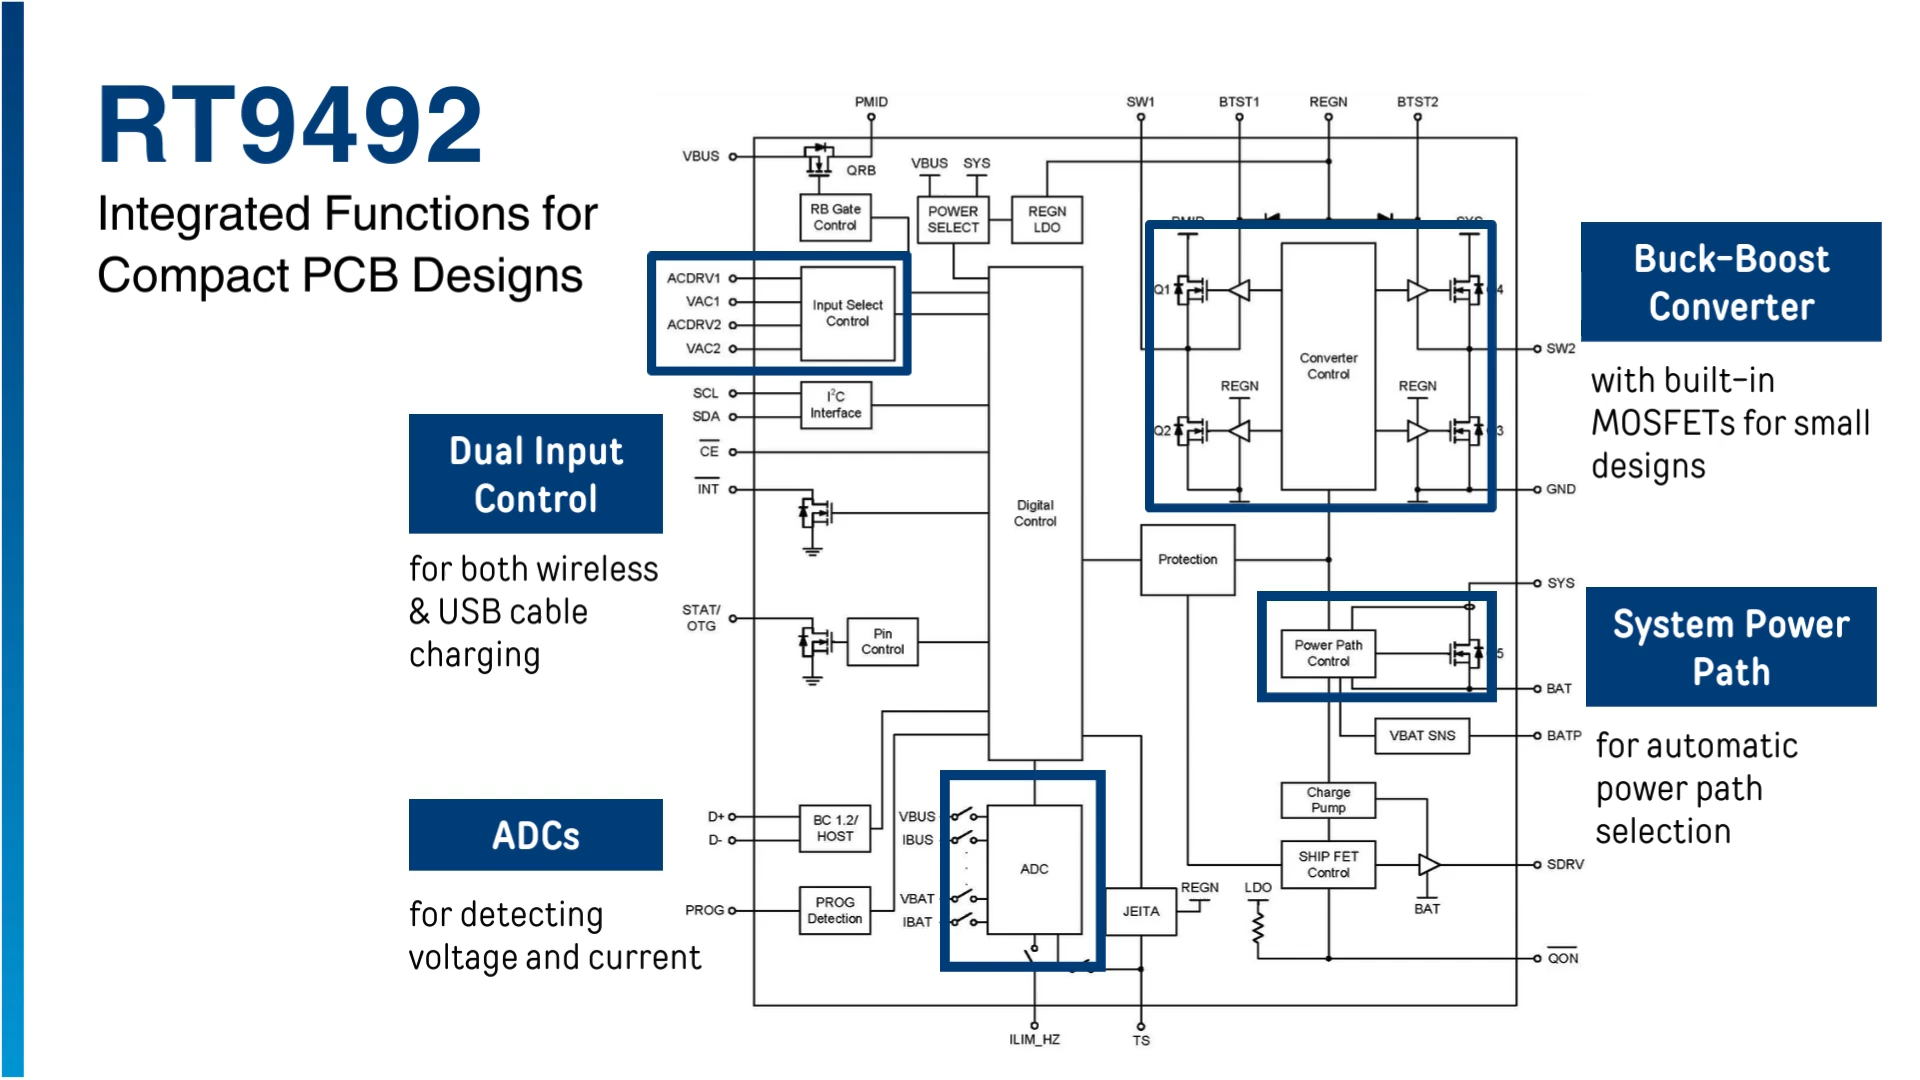 RT9492
Integrated Functions for
Compact PCB Designs
PMID
SW1
BTST1
REGN
BTST2
VBUS
QRB
VBUS
SYS
RB Gate
Control
POWER
SELECT
REGN
LDO
PMID
SYS
ACDRV1
VAC1
ACDRV2
VAC2
Input Select
Control
Q1
Converter
Control
REGN
REGN
Q2
SW2
GND
Buck-Boost
Converter
with built-in
MOSFETs for small
designs
SCL
SDA
I²C
Interface
CE
INT
Dual Input
Control
for both wireless
& USB cable
charging
Digital
Control
Protection
STAT/
OTG
Pin
Control
Power Path
Control
SYS
BAT
VBAT SNS
BATP
System Power
Path
for automatic
power path
selection
ADCs
for detecting
voltage and current
D+
D-
BC 1.2/
HOST
PROG
PROG
Detection
VBUS
IBUS
VBAT
IBAT
ADC
JEITA
REGN
LDO
Charge
Pump
SHIP FET
Control
BAT
SDRV
QON
ILIM_HZ
TS